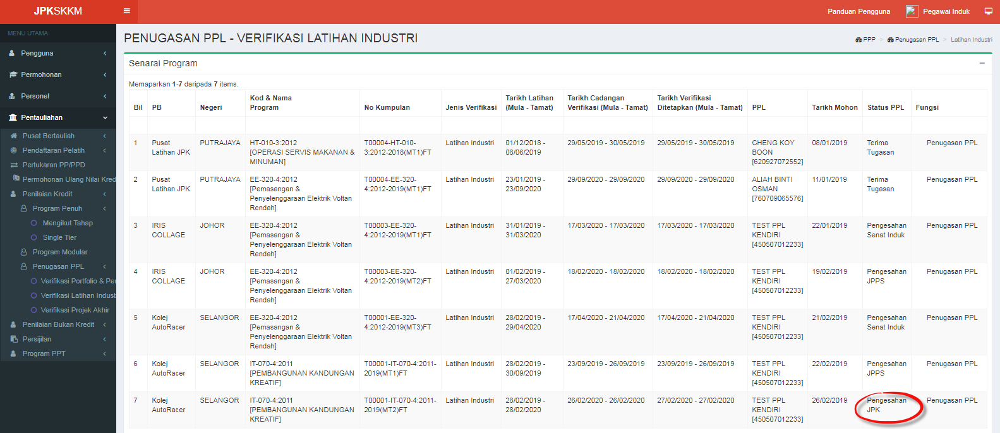 JPKSKKM
Panduan Pengguna
Pegawai Induk
MENU UTAMA
Pengguna
Permohonan
Personel
Pentauliahan
Pusat Bertauliah
Pendaftaran Pelatih
Pertukaran PP/PPD
Permohonan Ulang Nilai Kred
Penilaian Kredit
Program Penuh
Mengikut Tahap
Single Tier
Program Modular
Penugasan PPL
Verifikasi Portfolio & Per
Verifikasi Latihan Indust
Verifikasi Projek Akhir
Penilaian Bukan Kredit
Persijilan
Program PPT
PENUGASAN PPL - VERIFIKASI LATIHAN INDUSTRI
PPP > Penugasan PPL > Latihan Industri
Senarai Program
Memaparkan 1-7 daripada 7 items.
Bil
PB
Negeri
Kod & Nama
Program
No Kumpulan
Jenis Verifikasi
Tarikh Latihan
(Mula - Tamat)
Tarikh Cadangan
Verifikasi (Mula - Tamat)
Tarikh Verifikasi
Ditetapkan (Mula - Tamat)
PPL
Tarikh Mohon
Status PPL
Fungsi
1
Pusat
Latihan JPK
PUTRAJAYA
HT-010-3:2012
[OPERASI SERVIS MAKANAN &
MINUMAN]
T00004-HT-010-
3:2012-2018(MT1)FT
Latihan Industri
01/12/2018 -
08/06/2019
29/05/2019 - 30/05/2019
29/05/2019 - 30/05/2019
CHENG KOY
BOON
[620927072552]
08/01/2019
Terima
Tugasan
Penugasan PPL
2
Pusat
Latihan JPK
PUTRAJAYA
EE-320-4:2012
[Pemasangan &
Penyelenggaraan Elektrik Voltan
Rendah]
T00004-EE-320-
4:2012-2019(MT1)FT
Latihan Industri
23/01/2019 -
23/09/2020
29/09/2020 - 29/09/2020
29/09/2020 - 29/09/2020
ALIAH BINTI
OSMAN
[760709065576]
11/01/2019
Terima
Tugasan
Penugasan PPL
3
IRIS
COLLAGE
JOHOR
EE-320-4:2012
[Pemasangan &
Penyelenggaraan Elektrik Voltan
Rendah]
T00003-EE-320-
4:2012-2019(MT1)FT
Latihan Industri
31/01/2019 -
31/03/2020
17/03/2020 - 17/03/2020
17/03/2020 - 17/03/2020
TEST PPL
KENDIRI
[450507012233]
22/01/2019
Pengesahan
Senat Induk
Penugasan PPL
4
IRIS
COLLAGE
JOHOR
EE-320-4:2012
[Pemasangan &
Penyelenggaraan Elektrik Voltan
Rendah]
T00003-EE-320-
4:2012-2019(MT2)FT
Latihan Industri
01/02/2019 -
27/03/2020
18/02/2020 - 18/02/2020
18/02/2020 - 18/02/2020
TEST PPL
KENDIRI
[450507012233]
19/02/2019
Pengesahan
JPPS
Penugasan PPL
5
Kolej
AutoRacer
SELANGOR
EE-320-4:2012
[Pemasangan &
Penyelenggaraan Elektrik Voltan
Rendah]
T00001-EE-320-
4:2012-2019(MT3)FT
Latihan Industri
28/02/2019 -
29/04/2020
17/04/2020 - 21/04/2020
17/04/2020 - 21/04/2020
TEST PPL
KENDIRI
[450507012233]
21/02/2019
Pengesahan
Senat Induk
Penugasan PPL
6
Kolej
AutoRacer
SELANGOR
IT-070-4:2011
[PEMBANGUNAN KANDUNGAN
KREATIF]
T00001-IT-070-4:2011-
2019(MT1)FT
Latihan Industri
28/02/2019 -
30/09/2019
23/09/2019 - 26/09/2019
23/09/2019 - 26/09/2019
TEST PPL
KENDIRI
[450507012233]
22/02/2019
Pengesahan
JPPS
Penugasan PPL
7
Kolej
AutoRacer
SELANGOR
IT-070-4:2011
[PEMBANGUNAN KANDUNGAN
KREATIF]
T00001-IT-070-4:2011-
2019(MT2)FT
Latihan Industri
28/02/2019 -
28/02/2020
26/02/2020 - 26/02/2020
27/02/2020 - 27/02/2020
TEST PPL
KENDIRI
[450507012233]
26/02/2019
Pengesahan
JPK
Penugasan PPL